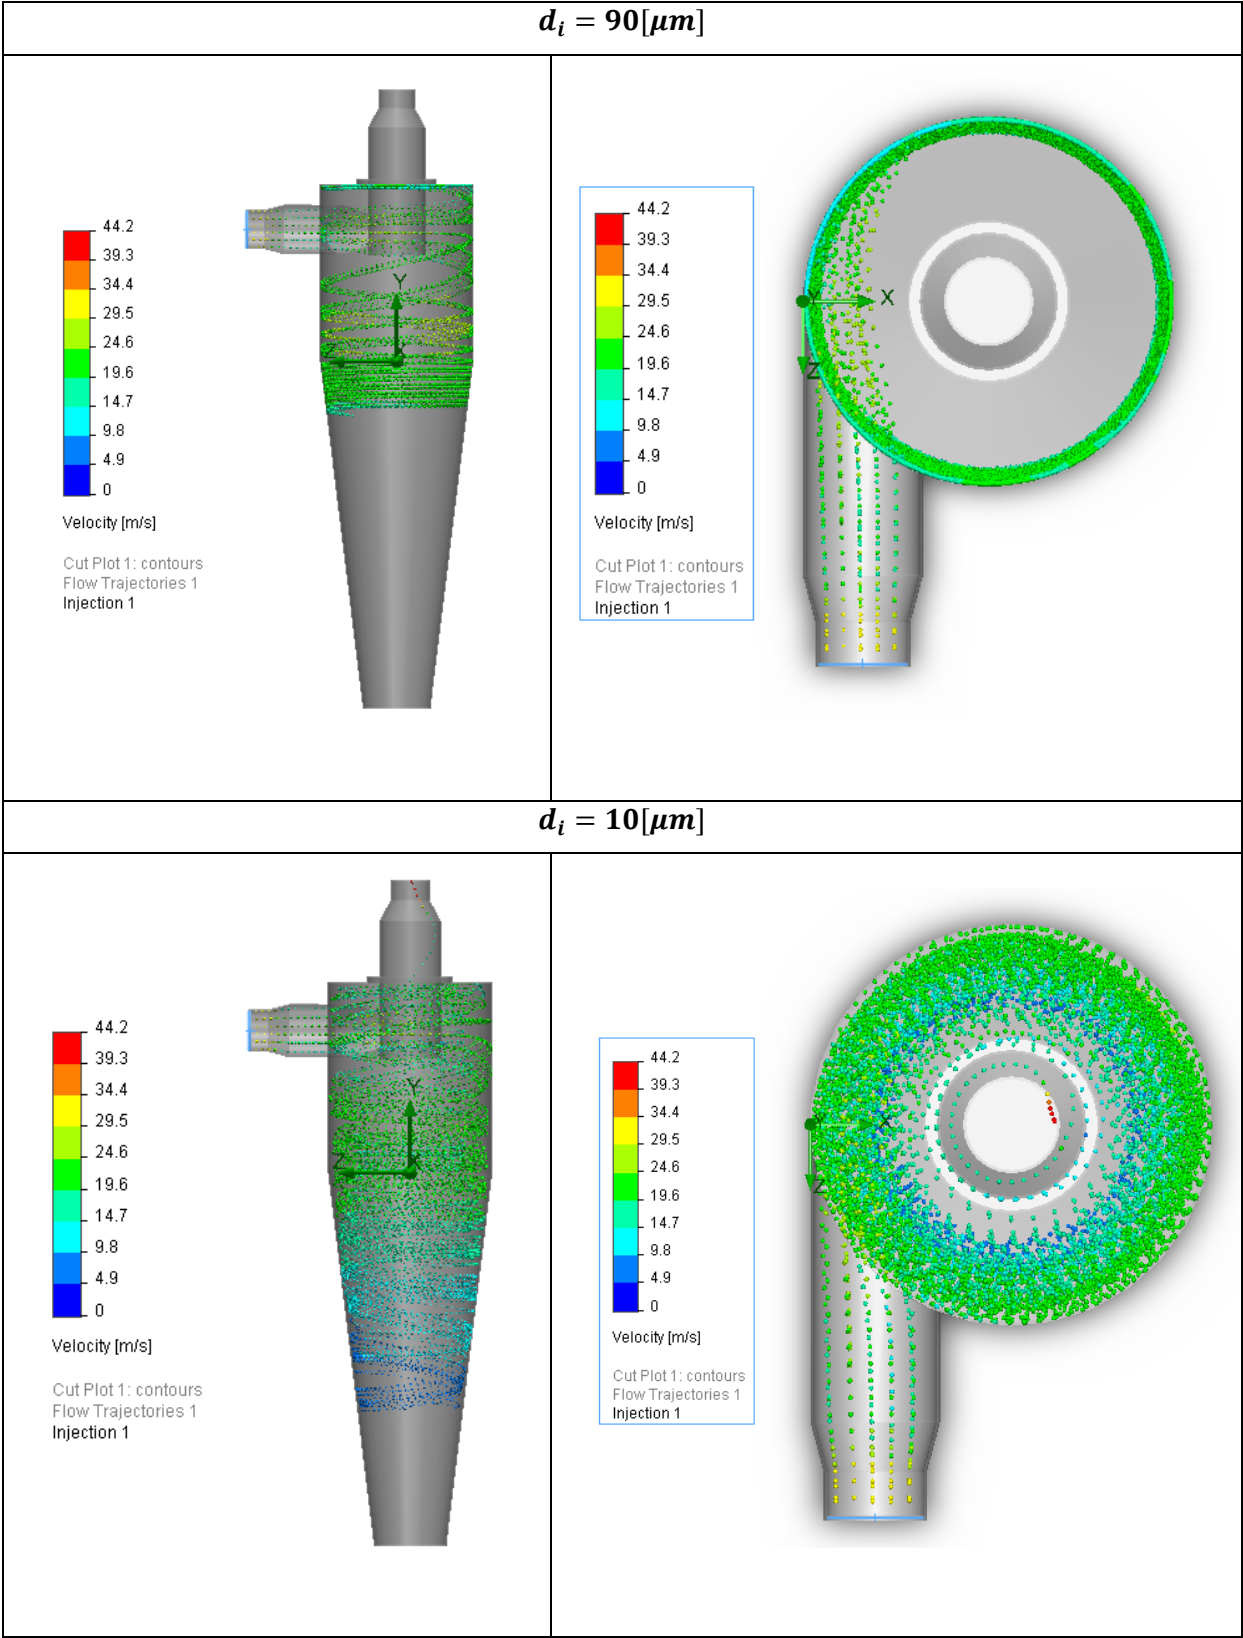 d_i = 90[μm]
44.2
39.3
34.4
29.5
24.6
19.6
14.7
9.8
4.9
0
Velocity [m/s]
Cut Plot 1: contours
Flow Trajectories 1
Injection 1
Y
Z
X
44.2
39.3
34.4
29.5
24.6
19.6
14.7
9.8
4.9
0
Velocity [m/s]
Cut Plot 1: contours
Flow Trajectories 1
Injection 1
Y
X
Z
d_i = 10[μm]
44.2
39.3
34.4
29.5
24.6
19.6
14.7
9.8
4.9
0
Velocity [m/s]
Cut Plot 1: contours
Flow Trajectories 1
Injection 1
Y
Z
X
44.2
39.3
34.4
29.5
24.6
19.6
14.7
9.8
4.9
0
Velocity [m/s]
Cut Plot 1: contours
Flow Trajectories 1
Injection 1
X
Z